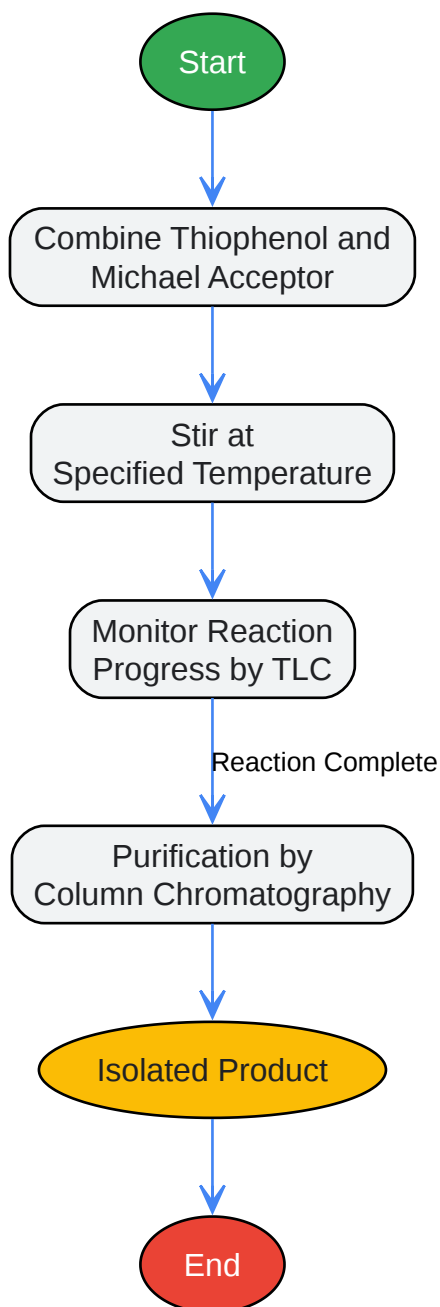 Start
Combine Thiophenol and
Michael Acceptor
Stir at
Specified Temperature
Monitor Reaction
Progress by TLC
Reaction Complete
Purification by
Column Chromatography
Isolated Product
End